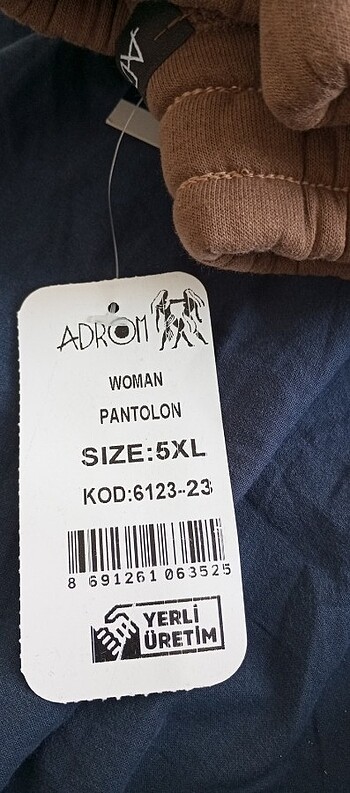 ADROM
WOMAN
PANTOLON
SIZE:5XL
KOD:6123-23
8 691261 063525
YERLİ
ÜRETİM